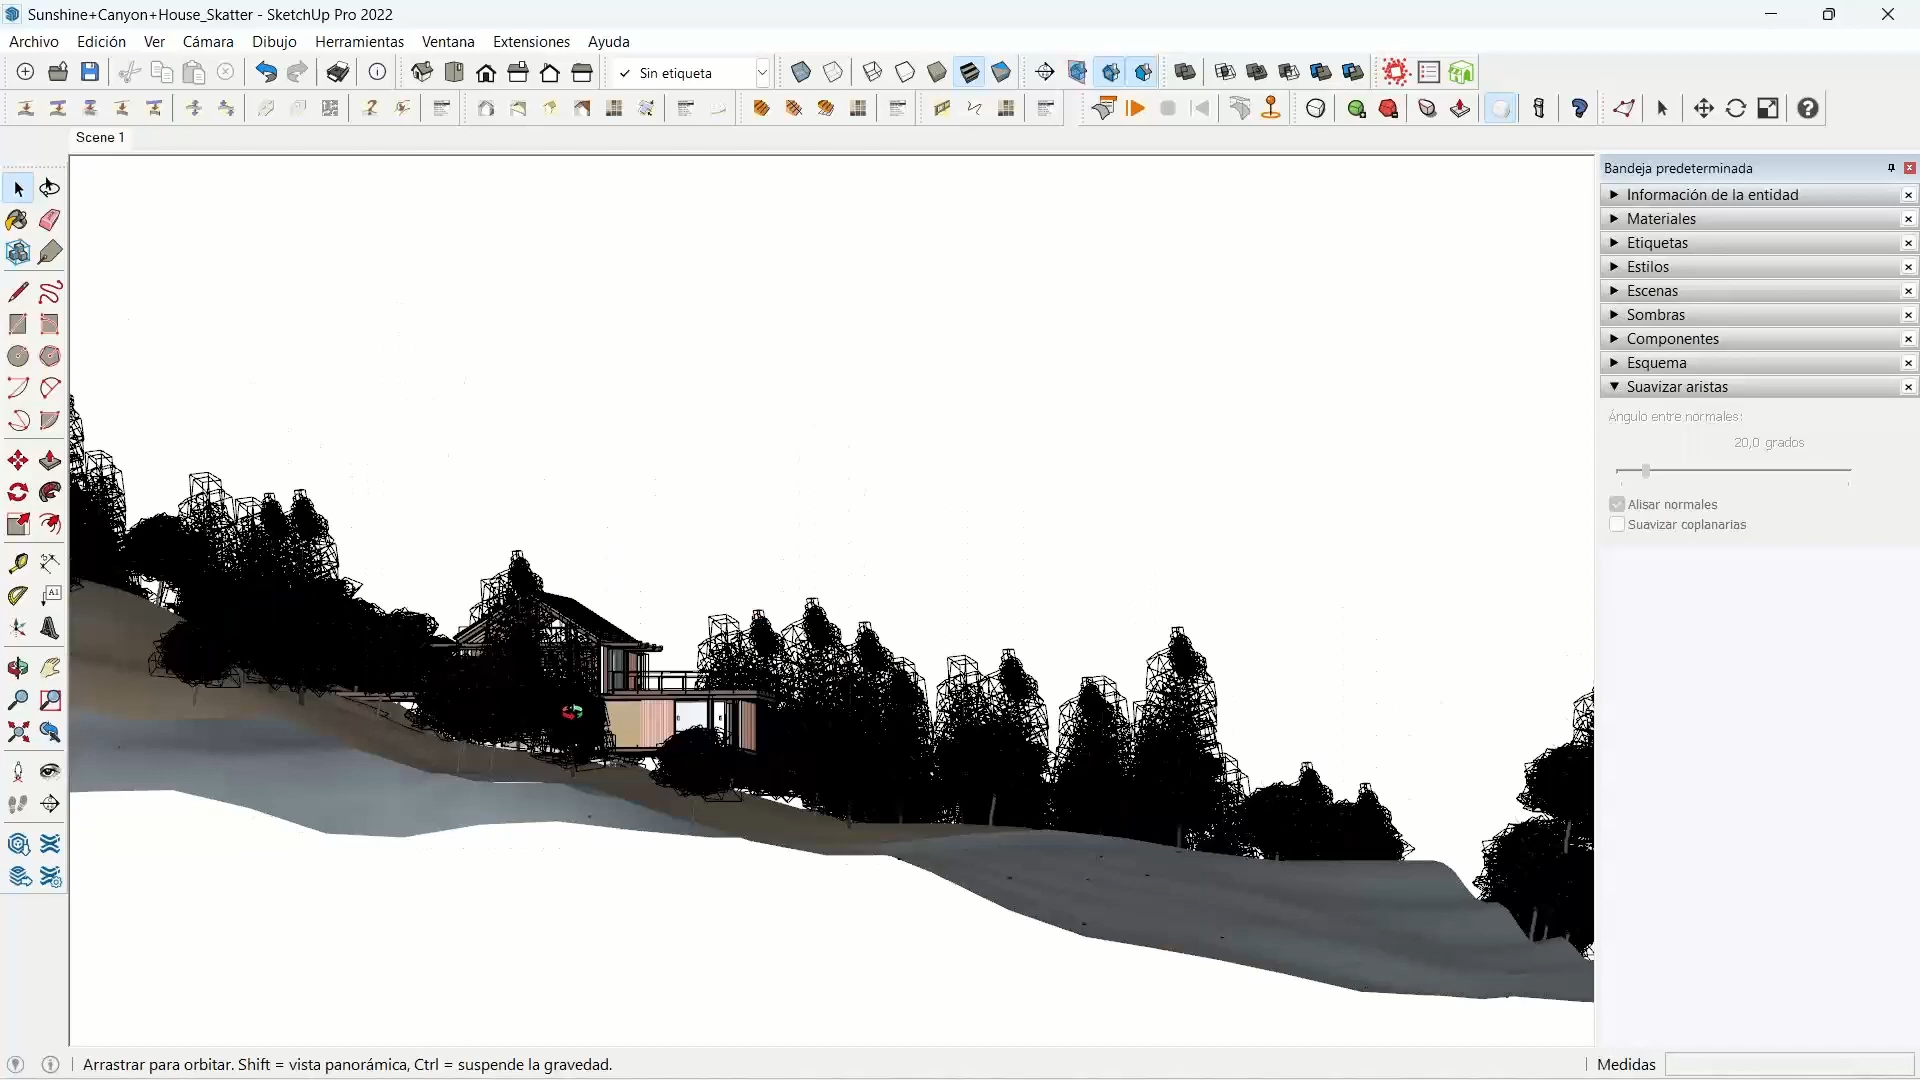 Sunshine+Canyon+House_Skatter - SketchUp Pro 2022
Archivo Edición Ver Cámara Dibujo Herramientas Ventana Extensiones Ayuda
✓ Sin etiqueta
Scene 1
Bandeja predeterminada
Información de la entidad
Materiales
Etiquetas
Estilos
Escenas
Sombras
Componentes
Esquema
Suavizar aristas
Ángulo entre normales:
20,0 grados
Alisar normales
Suavizar coplanarias
Arrastrar para orbitar. Shift = vista panorámica, Ctrl = suspende la gravedad.
Medidas